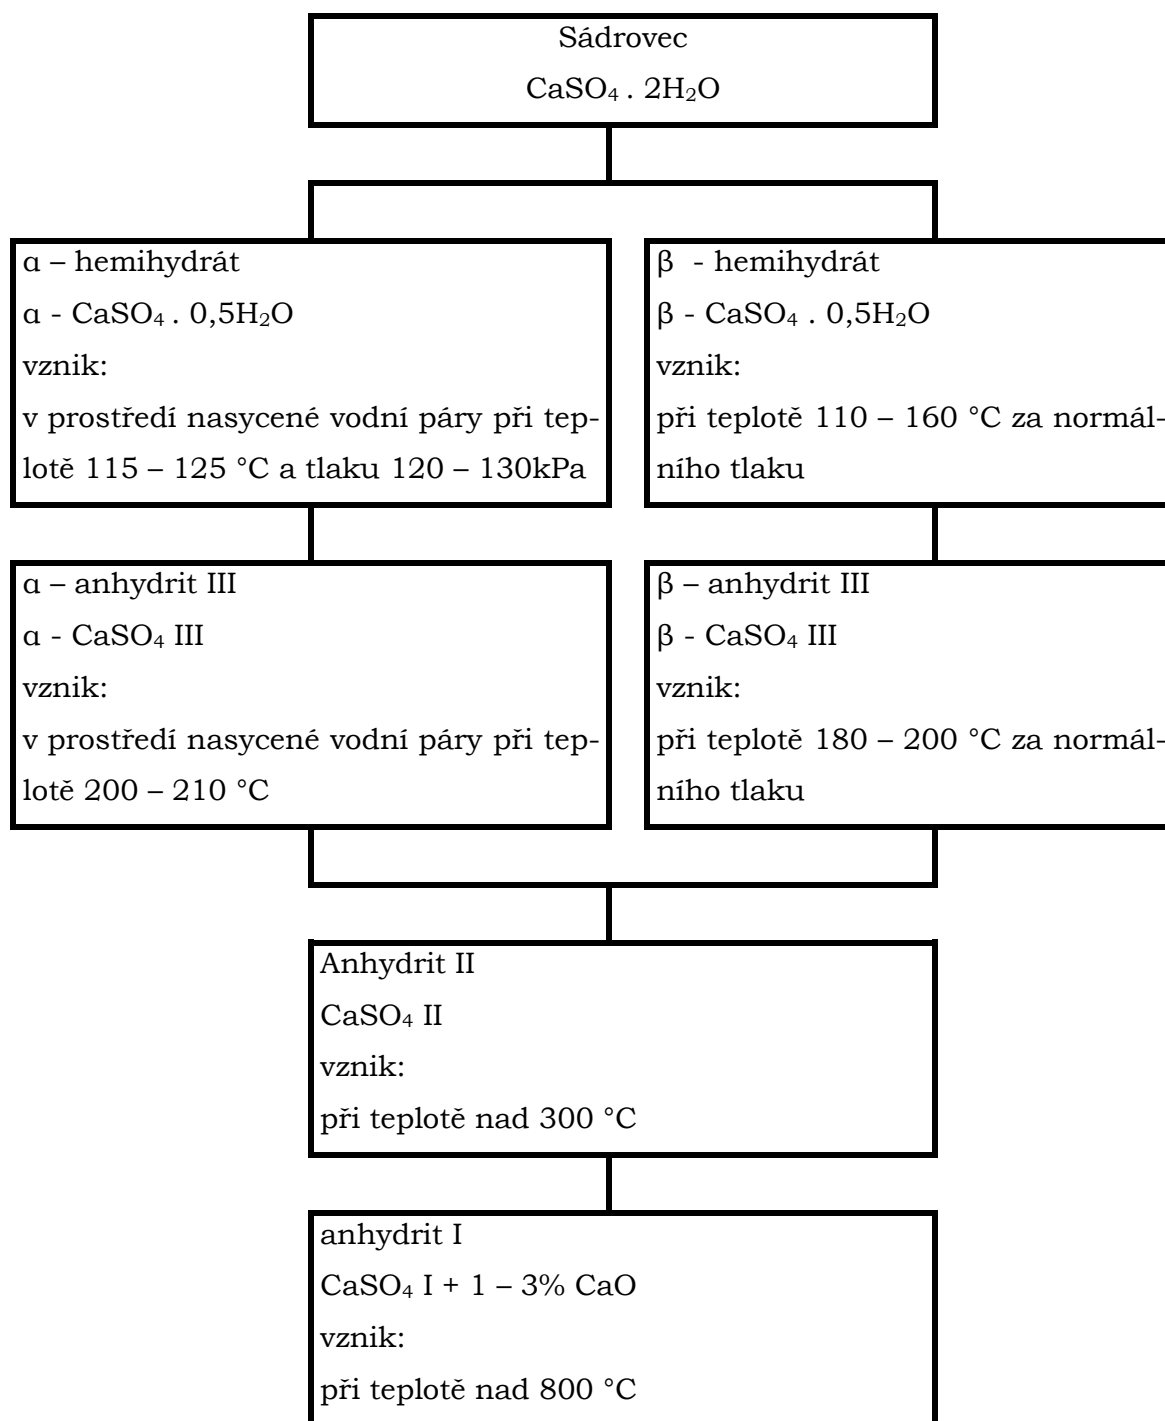 Sádrovec
CaSO₄ . 2H₂O
α – hemihydrát
α - CaSO₄ . 0,5H₂O
vznik:
v prostředí nasycené vodní páry při tep-
lotě 115 – 125 °C a tlaku 120 – 130kPa
β - hemihydrát
β - CaSO₄ . 0,5H₂O
vznik:
při teplotě 110 – 160 °C za normál-
ního tlaku
α – anhydrit III
α - CaSO₄ III
vznik:
v prostředí nasycené vodní páry při tep-
lotě 200 – 210 °C
β – anhydrit III
β - CaSO₄ III
vznik:
při teplotě 180 – 200 °C za normál-
ního tlaku
Anhydrit II
CaSO₄ II
vznik:
při teplotě nad 300 °C
anhydrit I
CaSO₄ I + 1 – 3% CaO
vznik:
při teplotě nad 800 °C